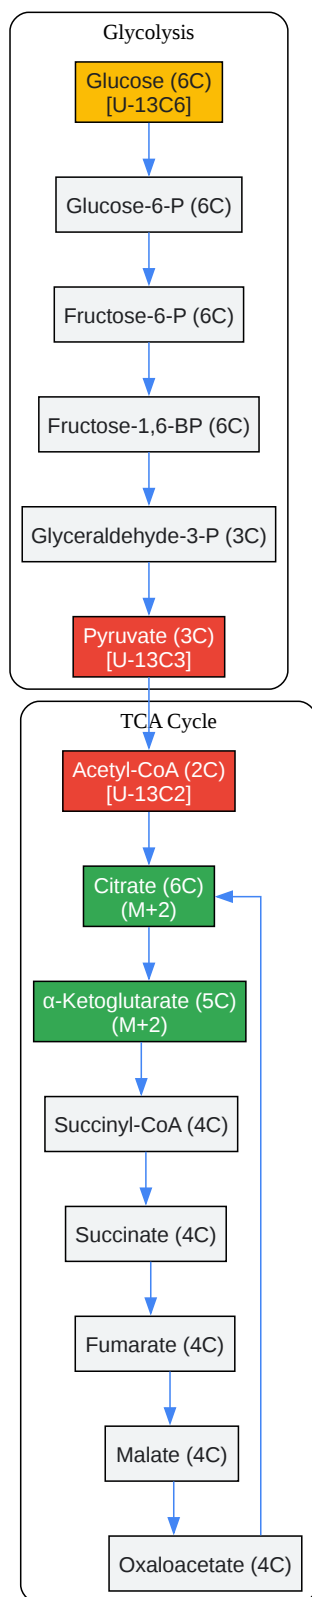 Glycolysis
Glucose (6C)
[U-13C6]
Glucose-6-P (6C)
Fructose-6-P (6C)
Fructose-1,6-BP (6C)
Glyceraldehyde-3-P (3C)
Pyruvate (3C)
[U-13C3]
TCA Cycle
Acetyl-CoA (2C)
[U-13C2]
Citrate (6C)
(M+2)
α-Ketoglutarate (5C)
(M+2)
Succinyl-CoA (4C)
Succinate (4C)
Fumarate (4C)
Malate (4C)
Oxaloacetate (4C)